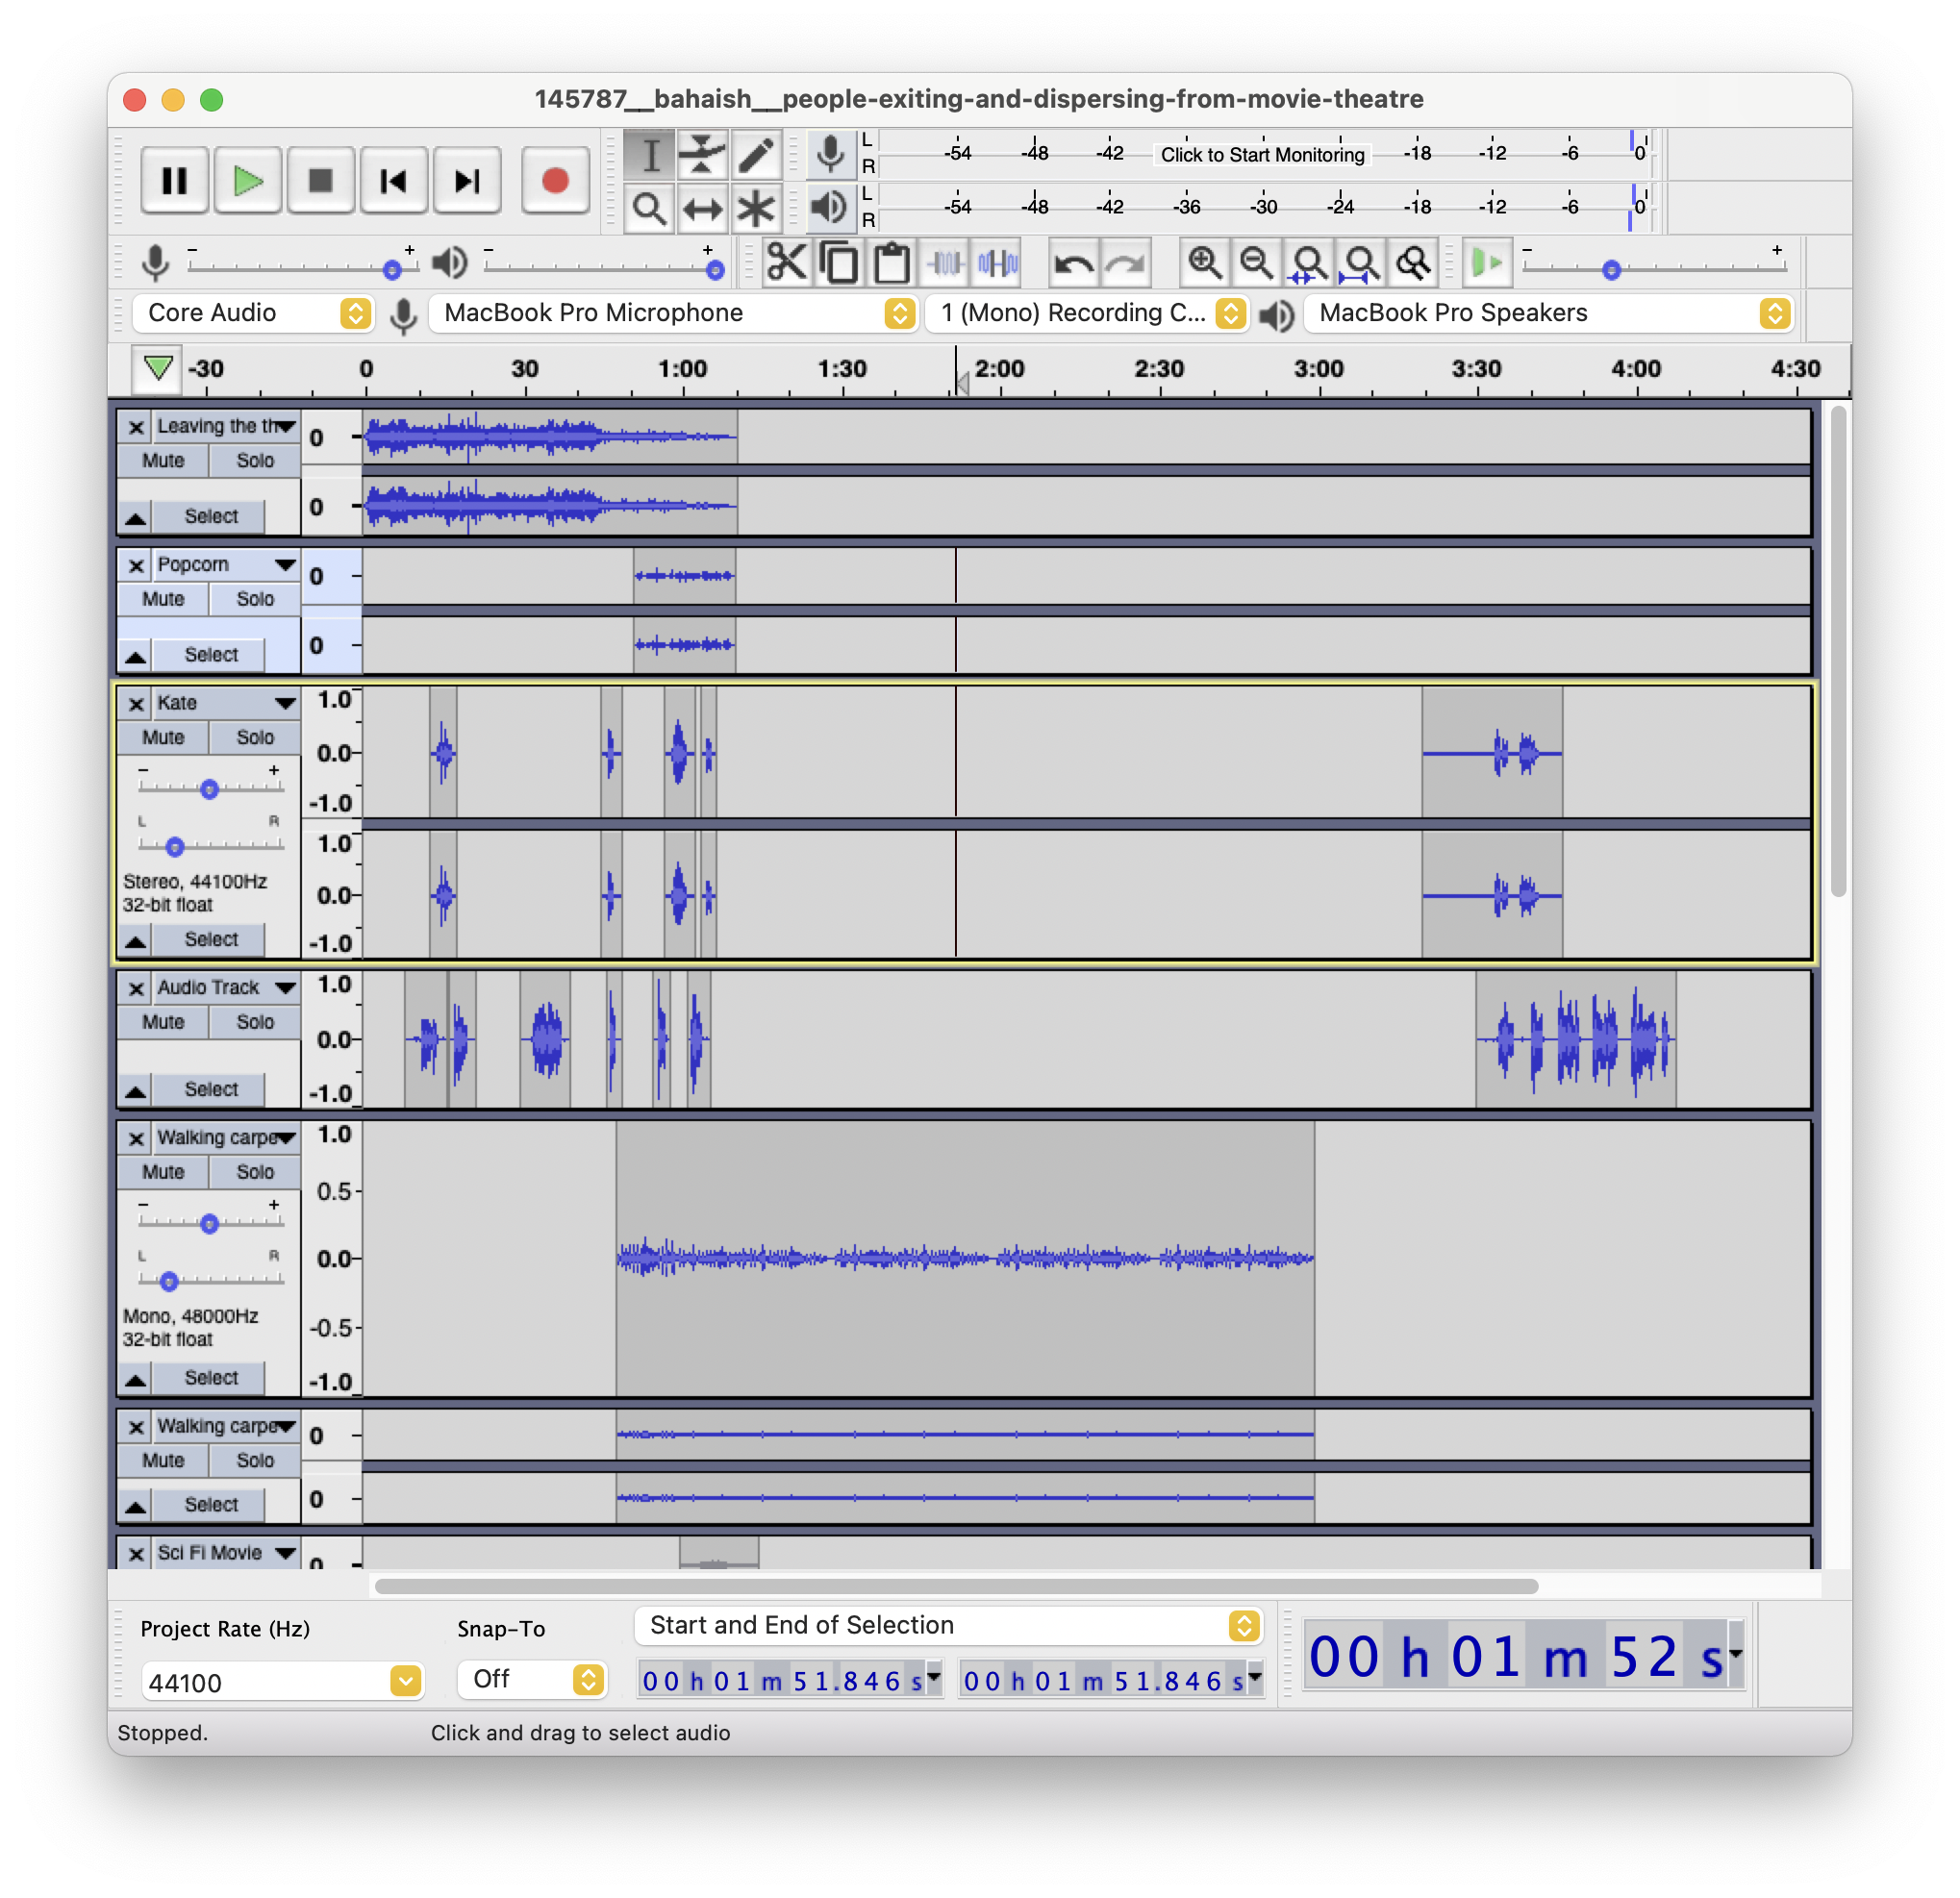 145787__bahaish__people-exiting-and-dispersing-from-movie-theatre
L
R
-54 -48 -42 Click to Start Monitoring -18 -12 -6 0
L
R
-54 -48 -42 -36 -30 -24 -18 -12 -6 0
- + - + - +
Core Audio MacBook Pro Microphone 1 (Mono) Recording C... MacBook Pro Speakers
-30 0 30 1:00 1:30 2:00 2:30 3:00 3:30 4:00 4:30
Leaving the th
0
Mute Solo
0
Select
Popcorn
0
Mute Solo
0
Select
Kate
1.0
Mute Solo
0.0
- +
-1.0
L R
1.0
Stereo, 44100Hz
0.0
32-bit float
Select
-1.0
Audio Track
1.0
Mute Solo
0.0
Select
-1.0
Walking carpe
1.0
Mute Solo
0.5
- +
L R
0.0
Mono, 48000Hz
-0.5
32-bit float
Select
-1.0
Walking carpe
0
Mute Solo
0
Select
Sci Fi Movie
0
Project Rate (Hz) Snap-To Start and End of Selection
44100 Off 00 h 01 m 51.846 s 00 h 01 m 51.846 s 00 h 01 m 52 s
Stopped. Click and drag to select audio